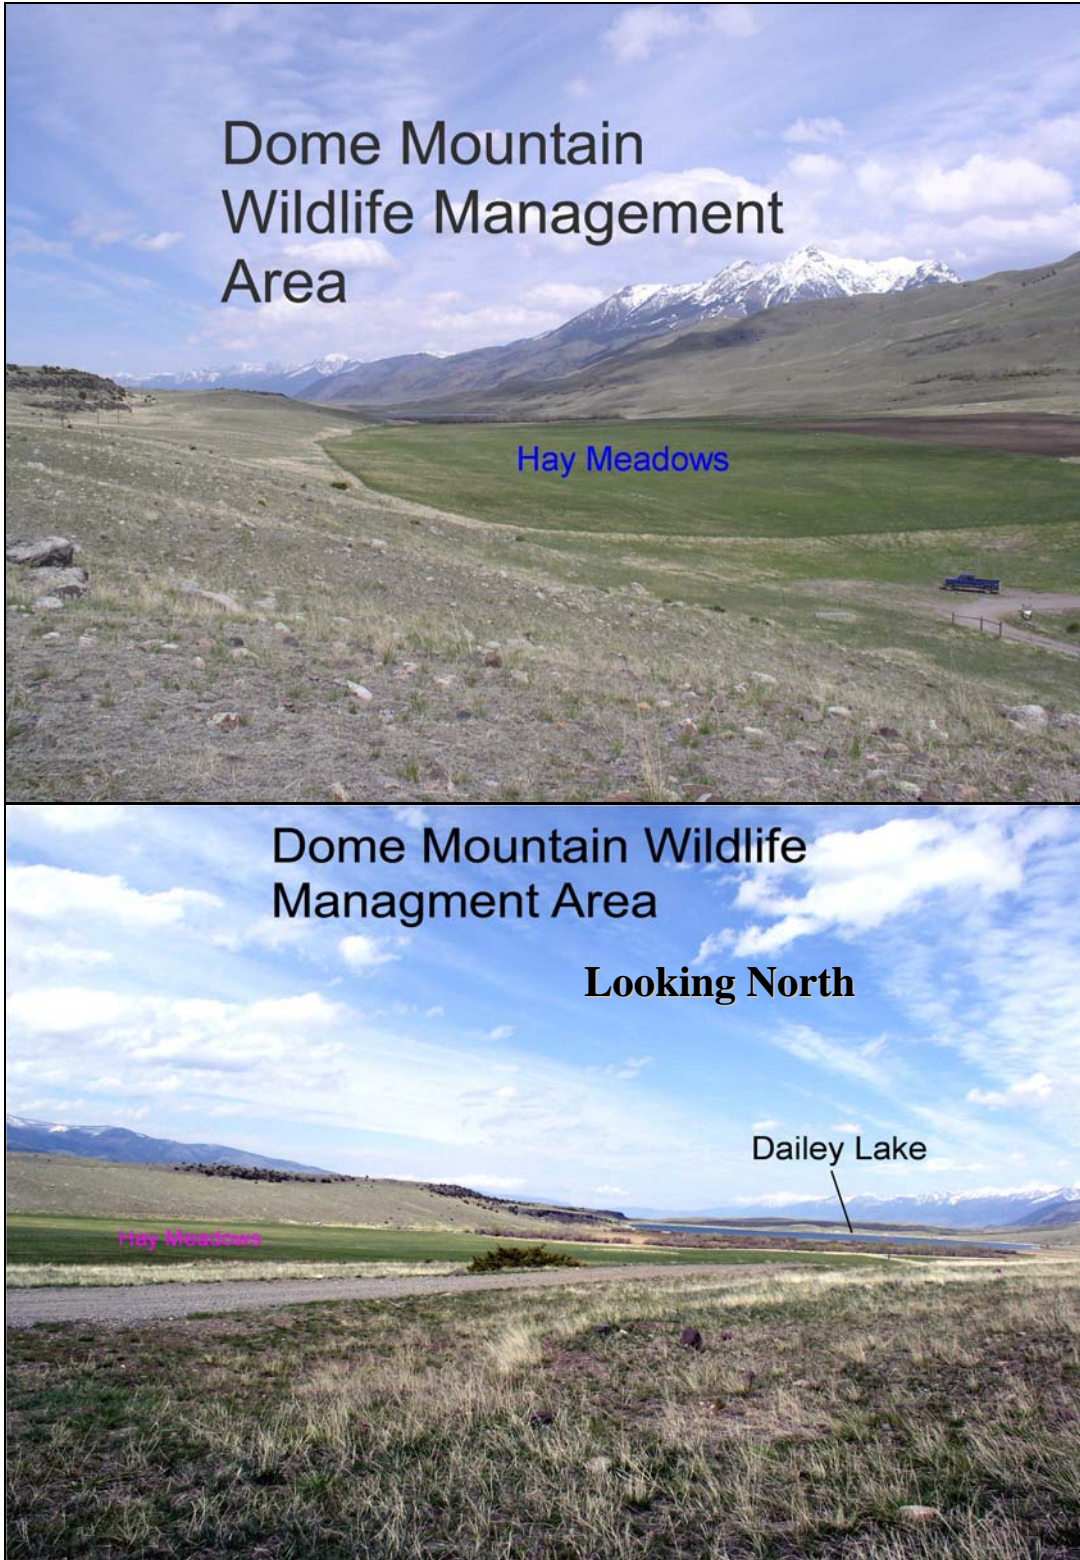 Dome Mountain
Wildlife Management
Area
Hay Meadows
Dome Mountain Wildlife
Managment Area
Looking North
Dailey Lake
Hay Meadows